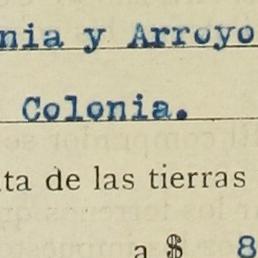 nia y Arroyo
Colonia.
ta de las tierras
a $ 8